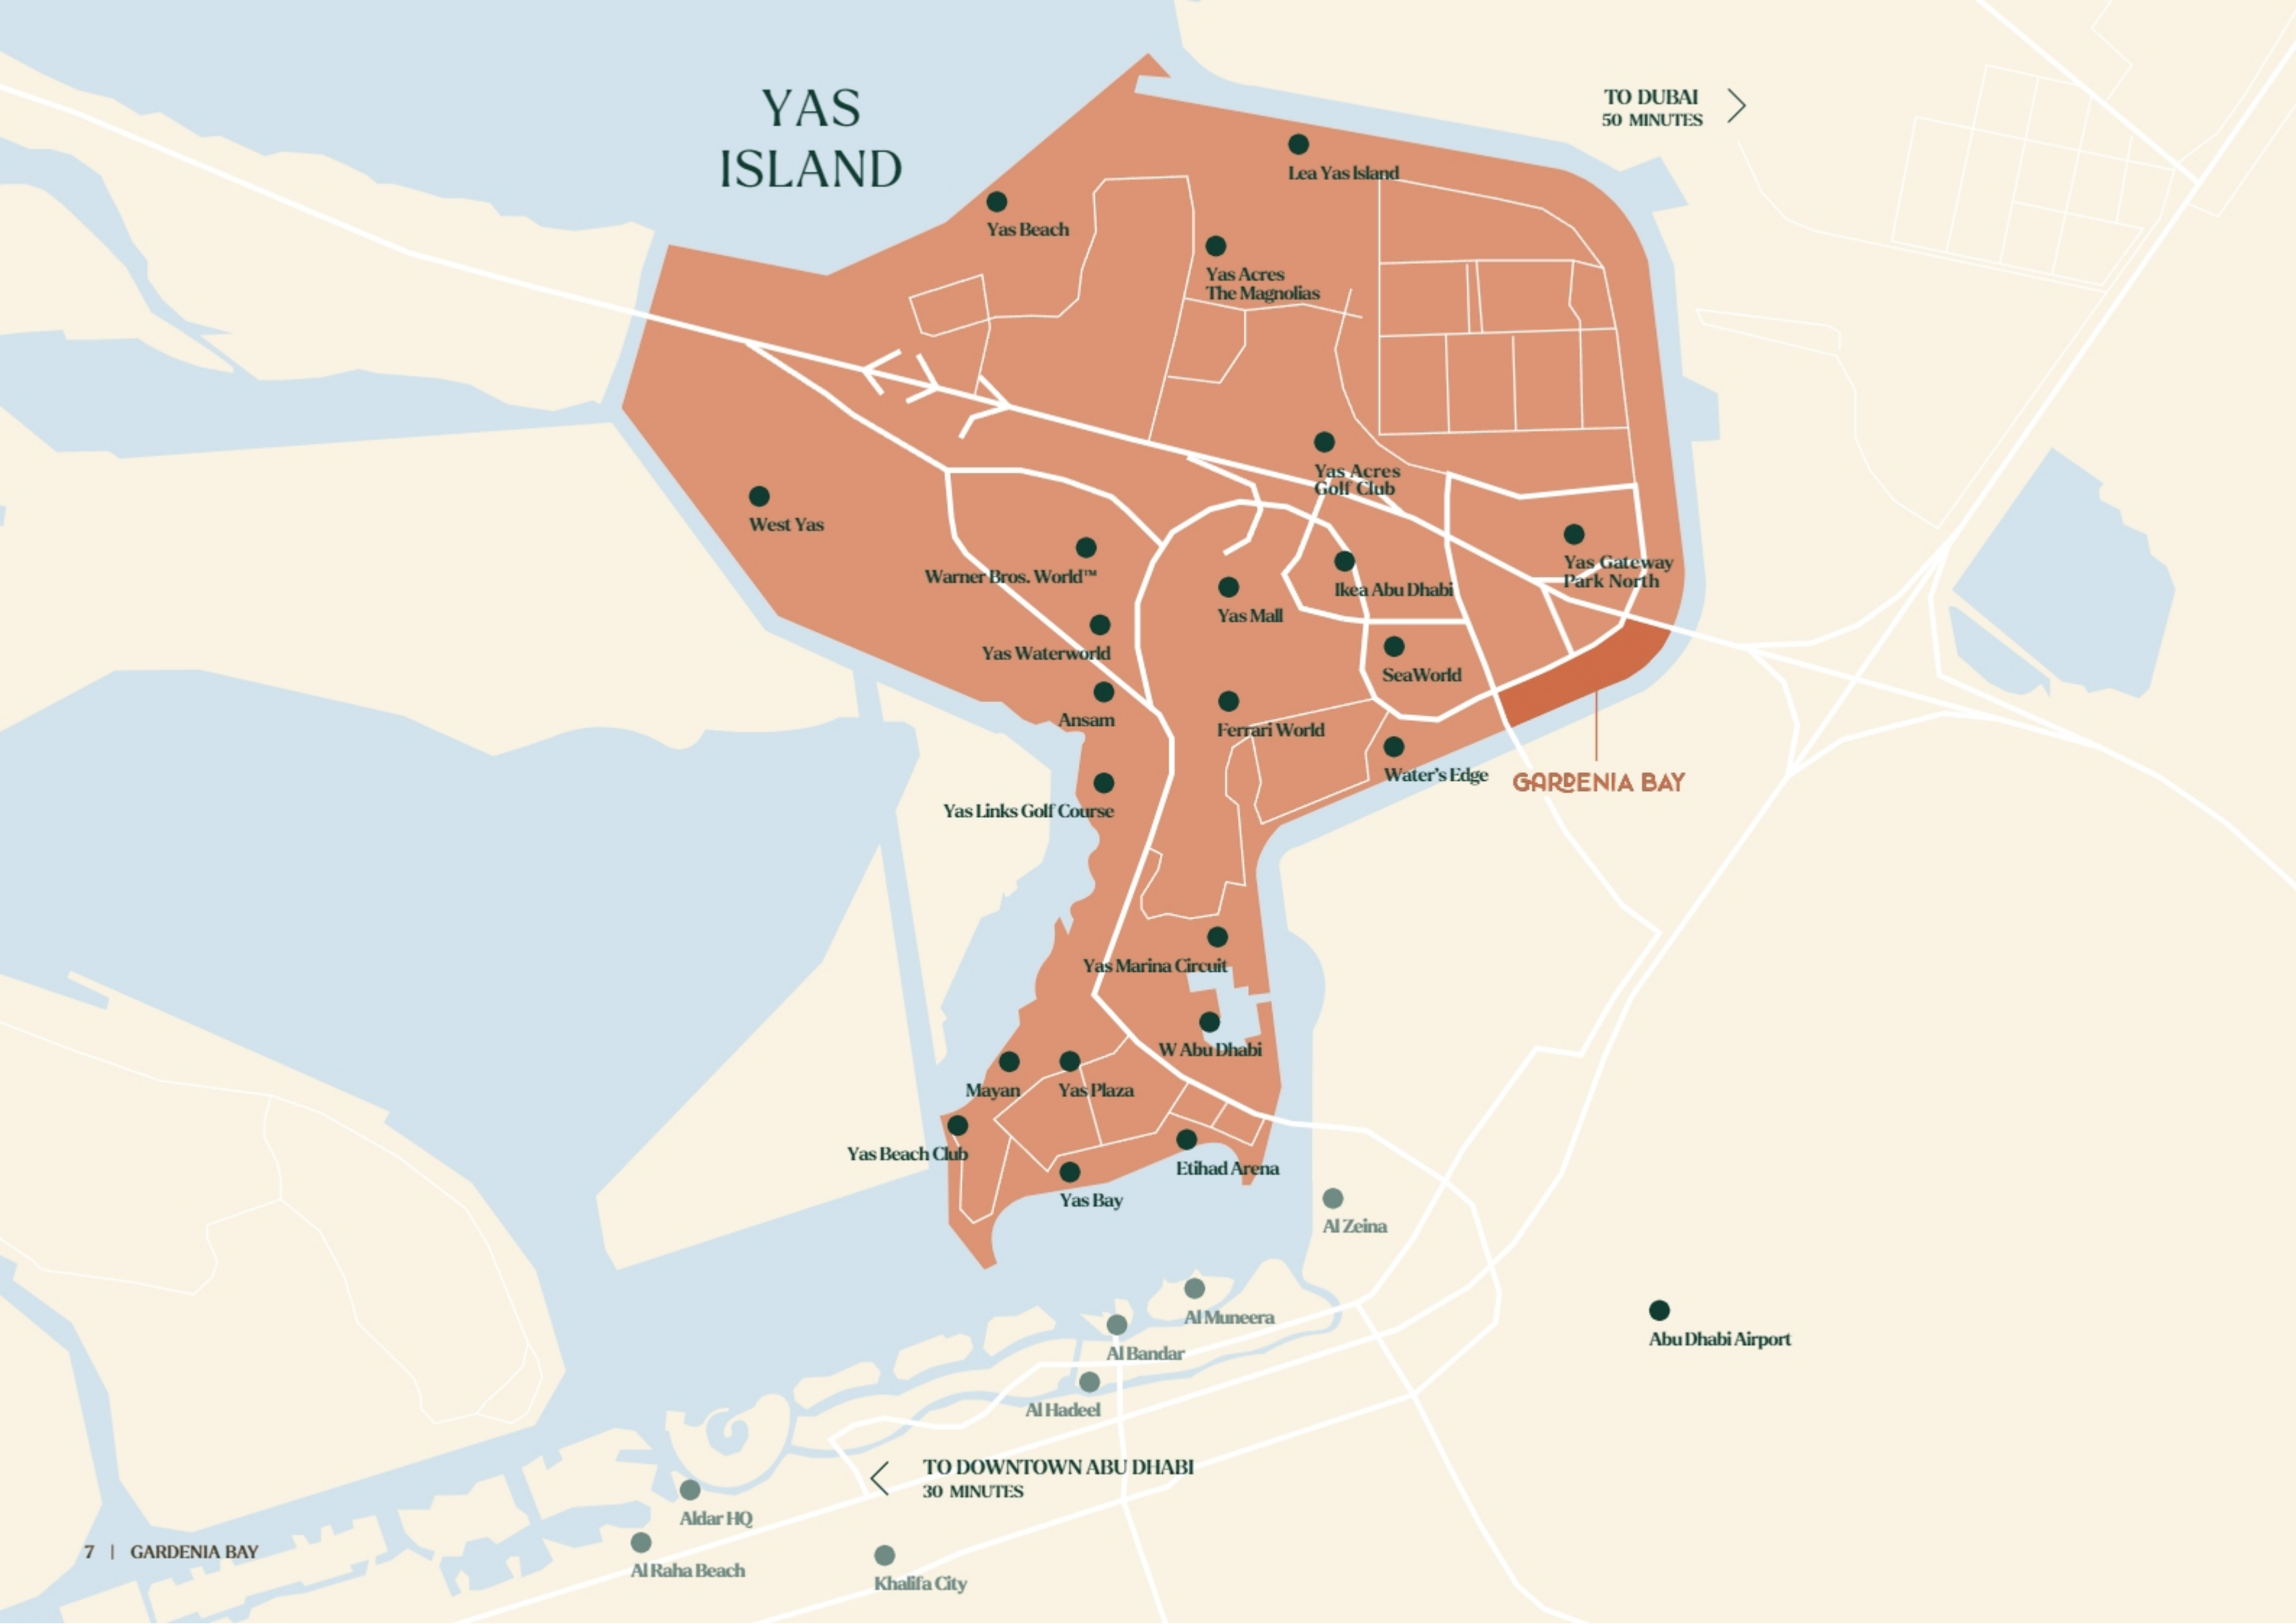 YAS
ISLAND
TO DUBAI
50 MINUTES
Lea Yas Island
Yas Beach
Yas Acres
The Magnolias
Yas Acres
Golf Club
West Yas
Yas Gateway
Park North
Warner Bros. World™
Ikea Abu Dhabi
Yas Mall
Yas Waterworld
SeaWorld
Ansam
Ferrari World
Water's Edge
GARDENIA BAY
Yas Links Golf Course
Yas Marina Circuit
W Abu Dhabi
Mayan
Yas Plaza
Yas Beach Club
Etihad Arena
Yas Bay
Al Zeina
Al Muneera
Abu Dhabi Airport
Al Bandar
Al Hadeel
TO DOWNTOWN ABU DHABI
30 MINUTES
Aldar HQ
Al Raha Beach
Khalifa City
7 | GARDENIA BAY